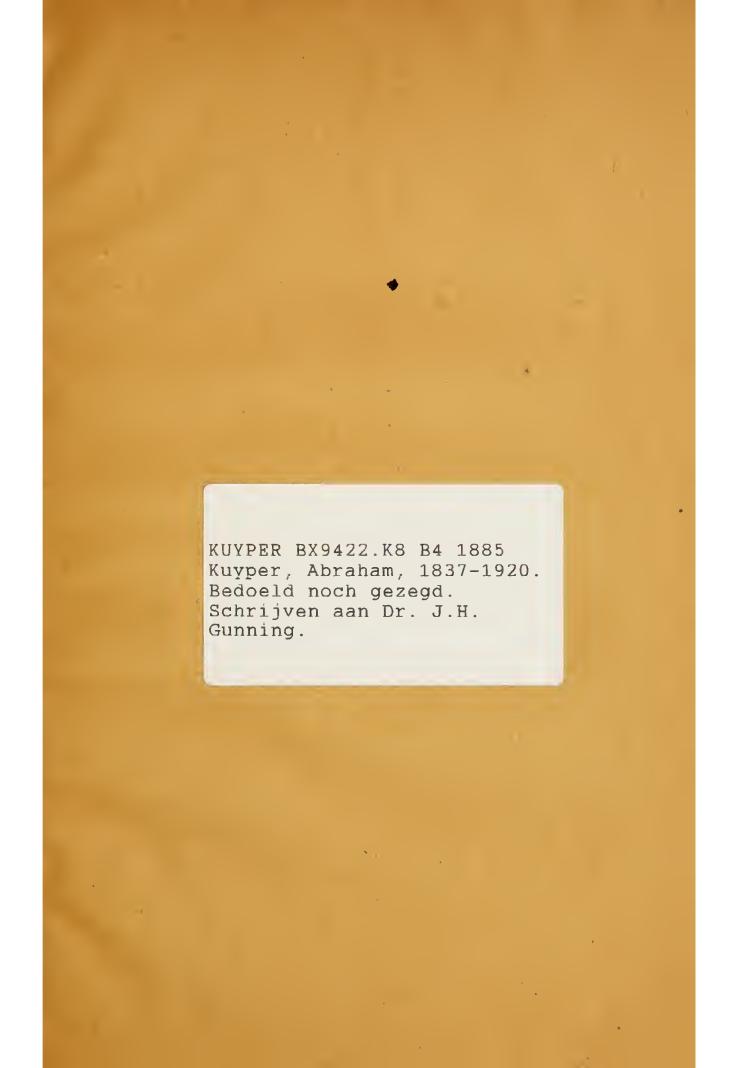 KUYPER BX9422.K8 B4 1885
Kuyper, Abraham, 1837-1920.
Bedoeld noch gezegd.
Schrijven aan Dr. J.H.
Gunning.